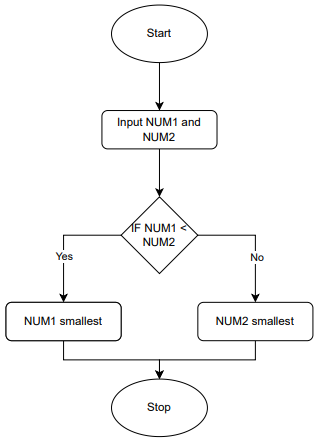 Start
Input NUM1 and
NUM2
IF NUM1 <
NUM2
Yes
No
NUM1 smallest
NUM2 smallest
Stop